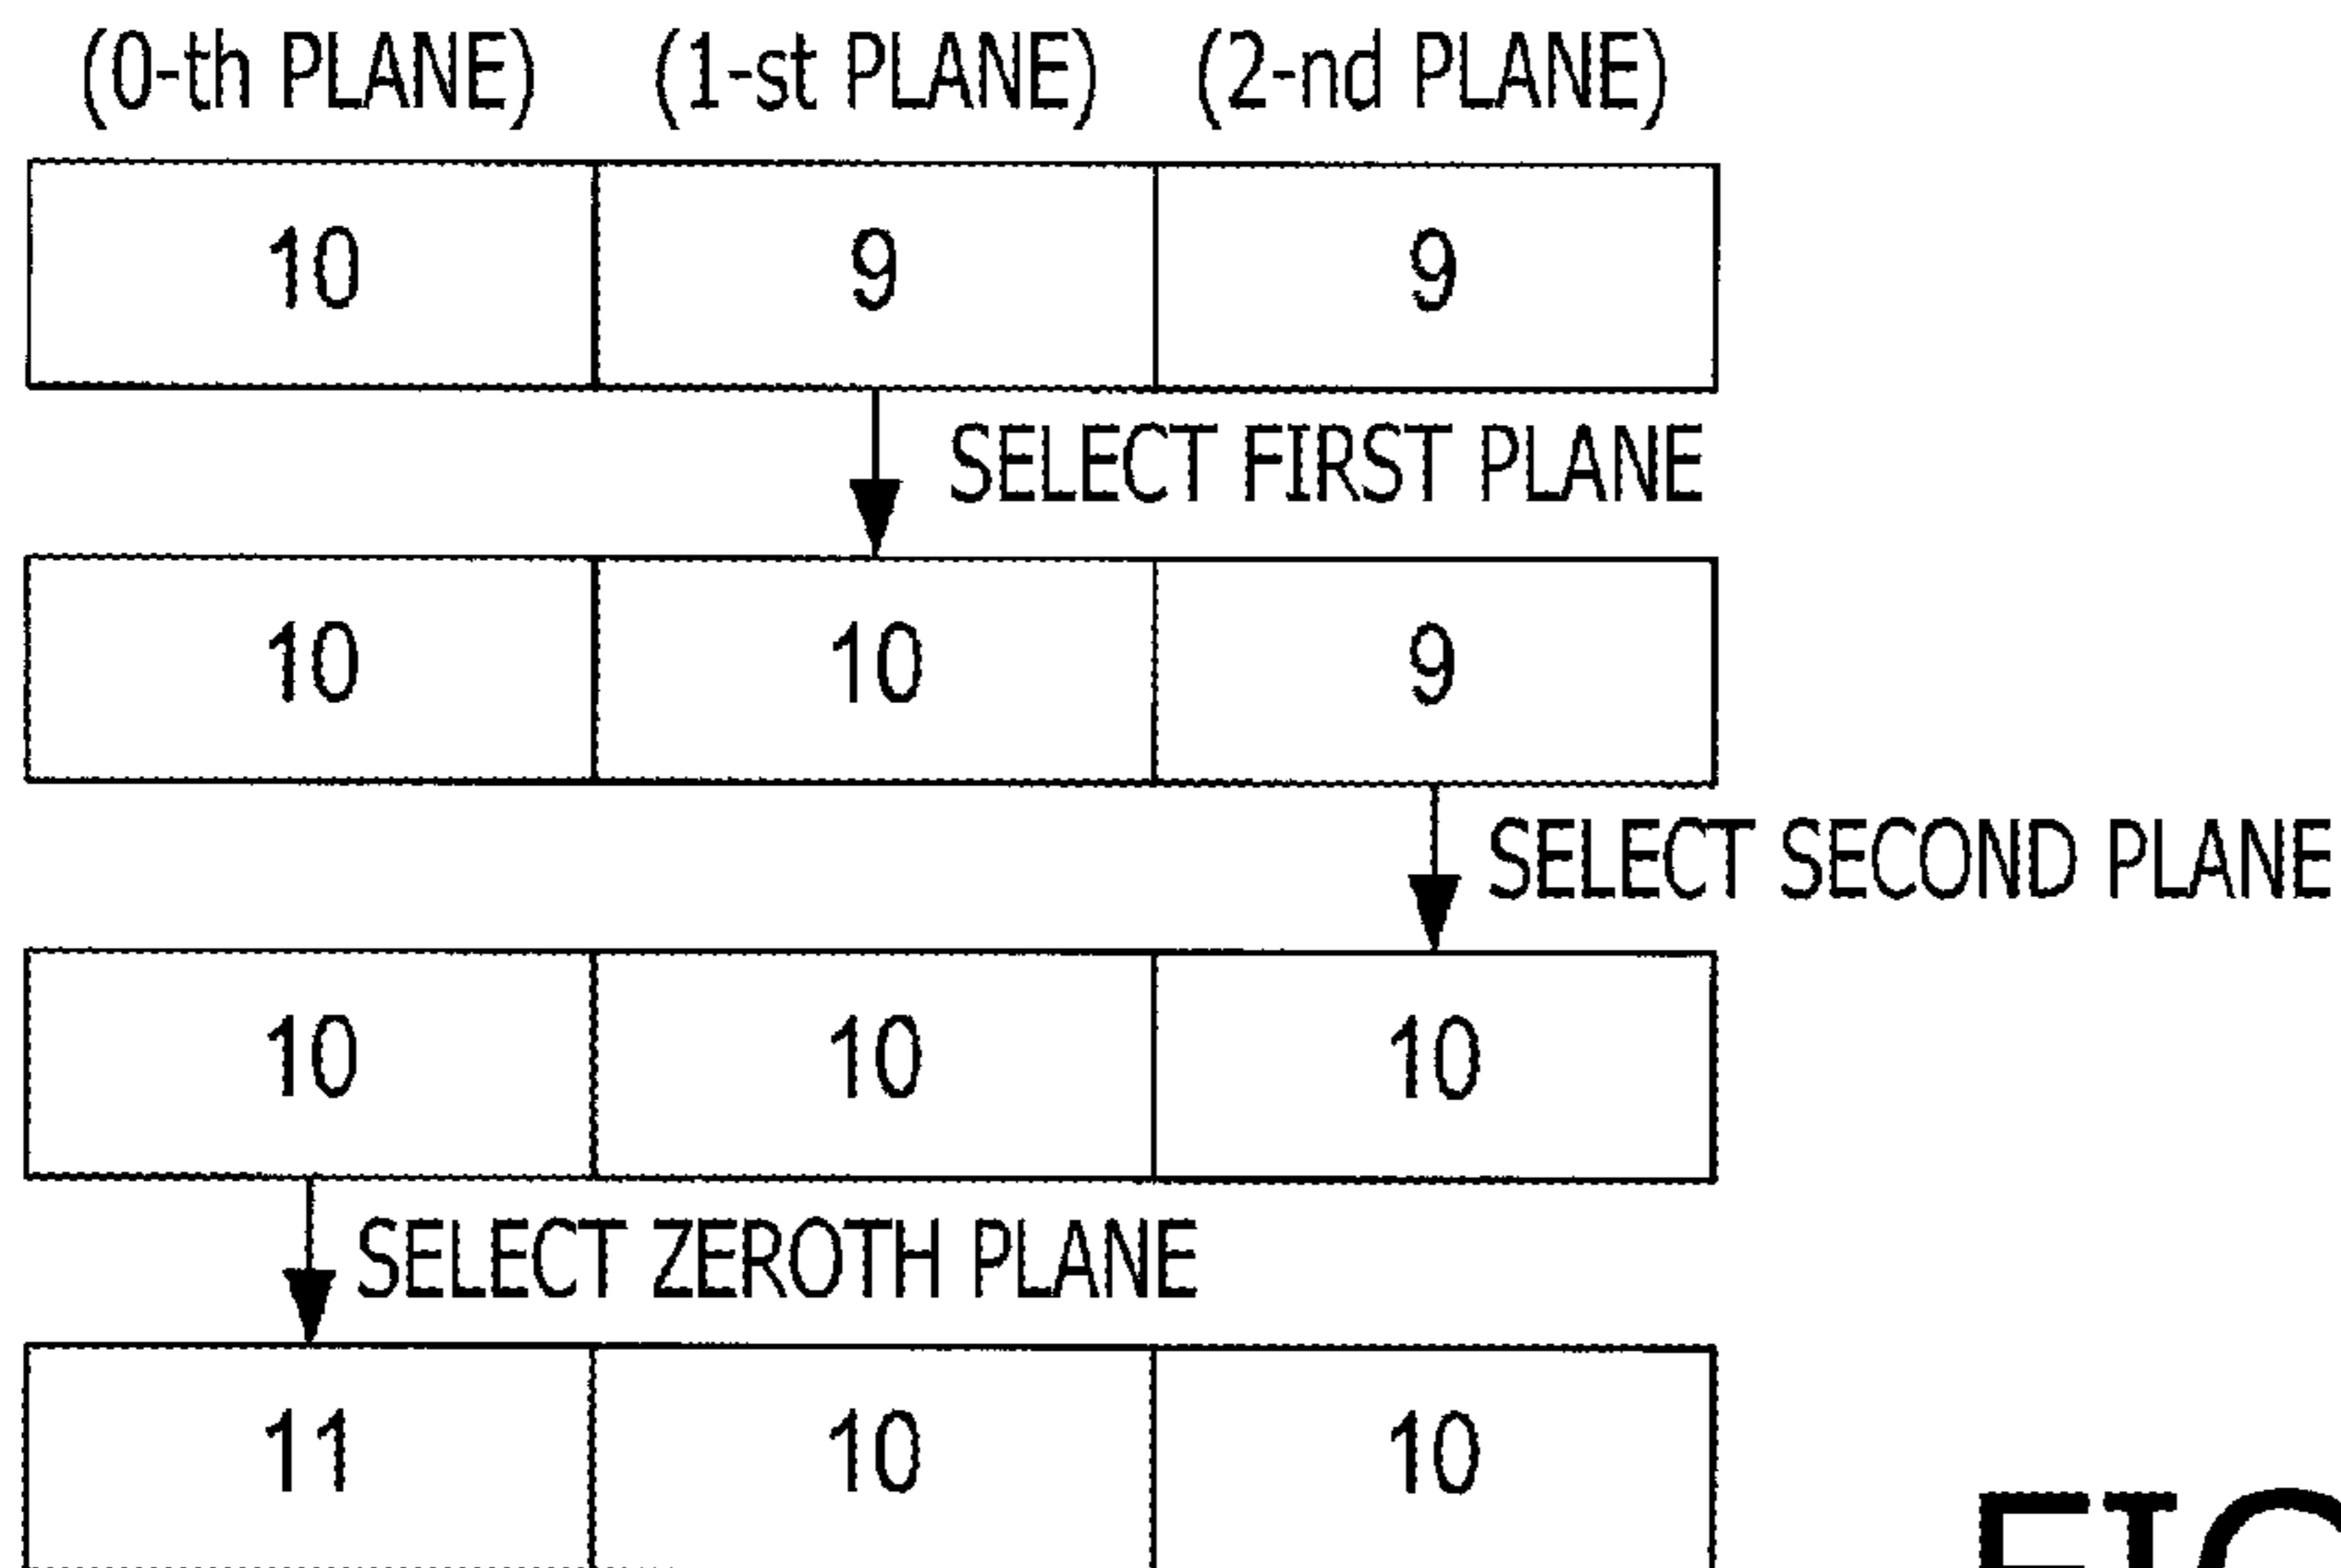 (0-th PLANE) (1-st PLANE) (2-nd PLANE)
10 9 9
SELECT FIRST PLANE
10 10 9
SELECT SECOND PLANE
10 10 10
SELECT ZEROTH PLANE
11 10 10